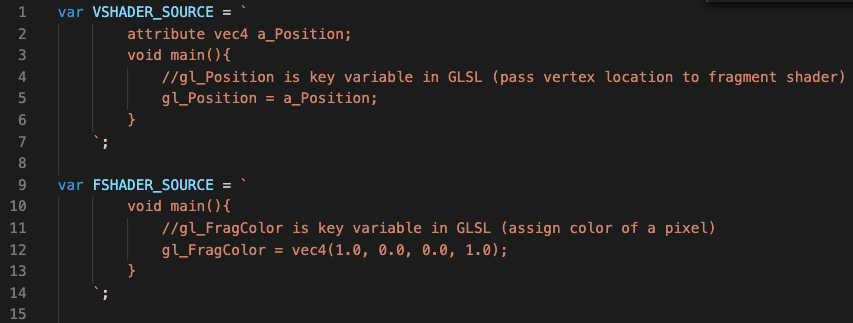 1 var VSHADER_SOURCE = `
2 attribute vec4 a_Position;
3 void main(){
4 //gl_Position is key variable in GLSL (pass vertex location to fragment shader)
5 gl_Position = a_Position;
6 }
7 `;
8
9 var FSHADER_SOURCE = `
10 void main(){
11 //gl_FragColor is key variable in GLSL (assign color of a pixel)
12 gl_FragColor = vec4(1.0, 0.0, 0.0, 1.0);
13 }
14 `;
15